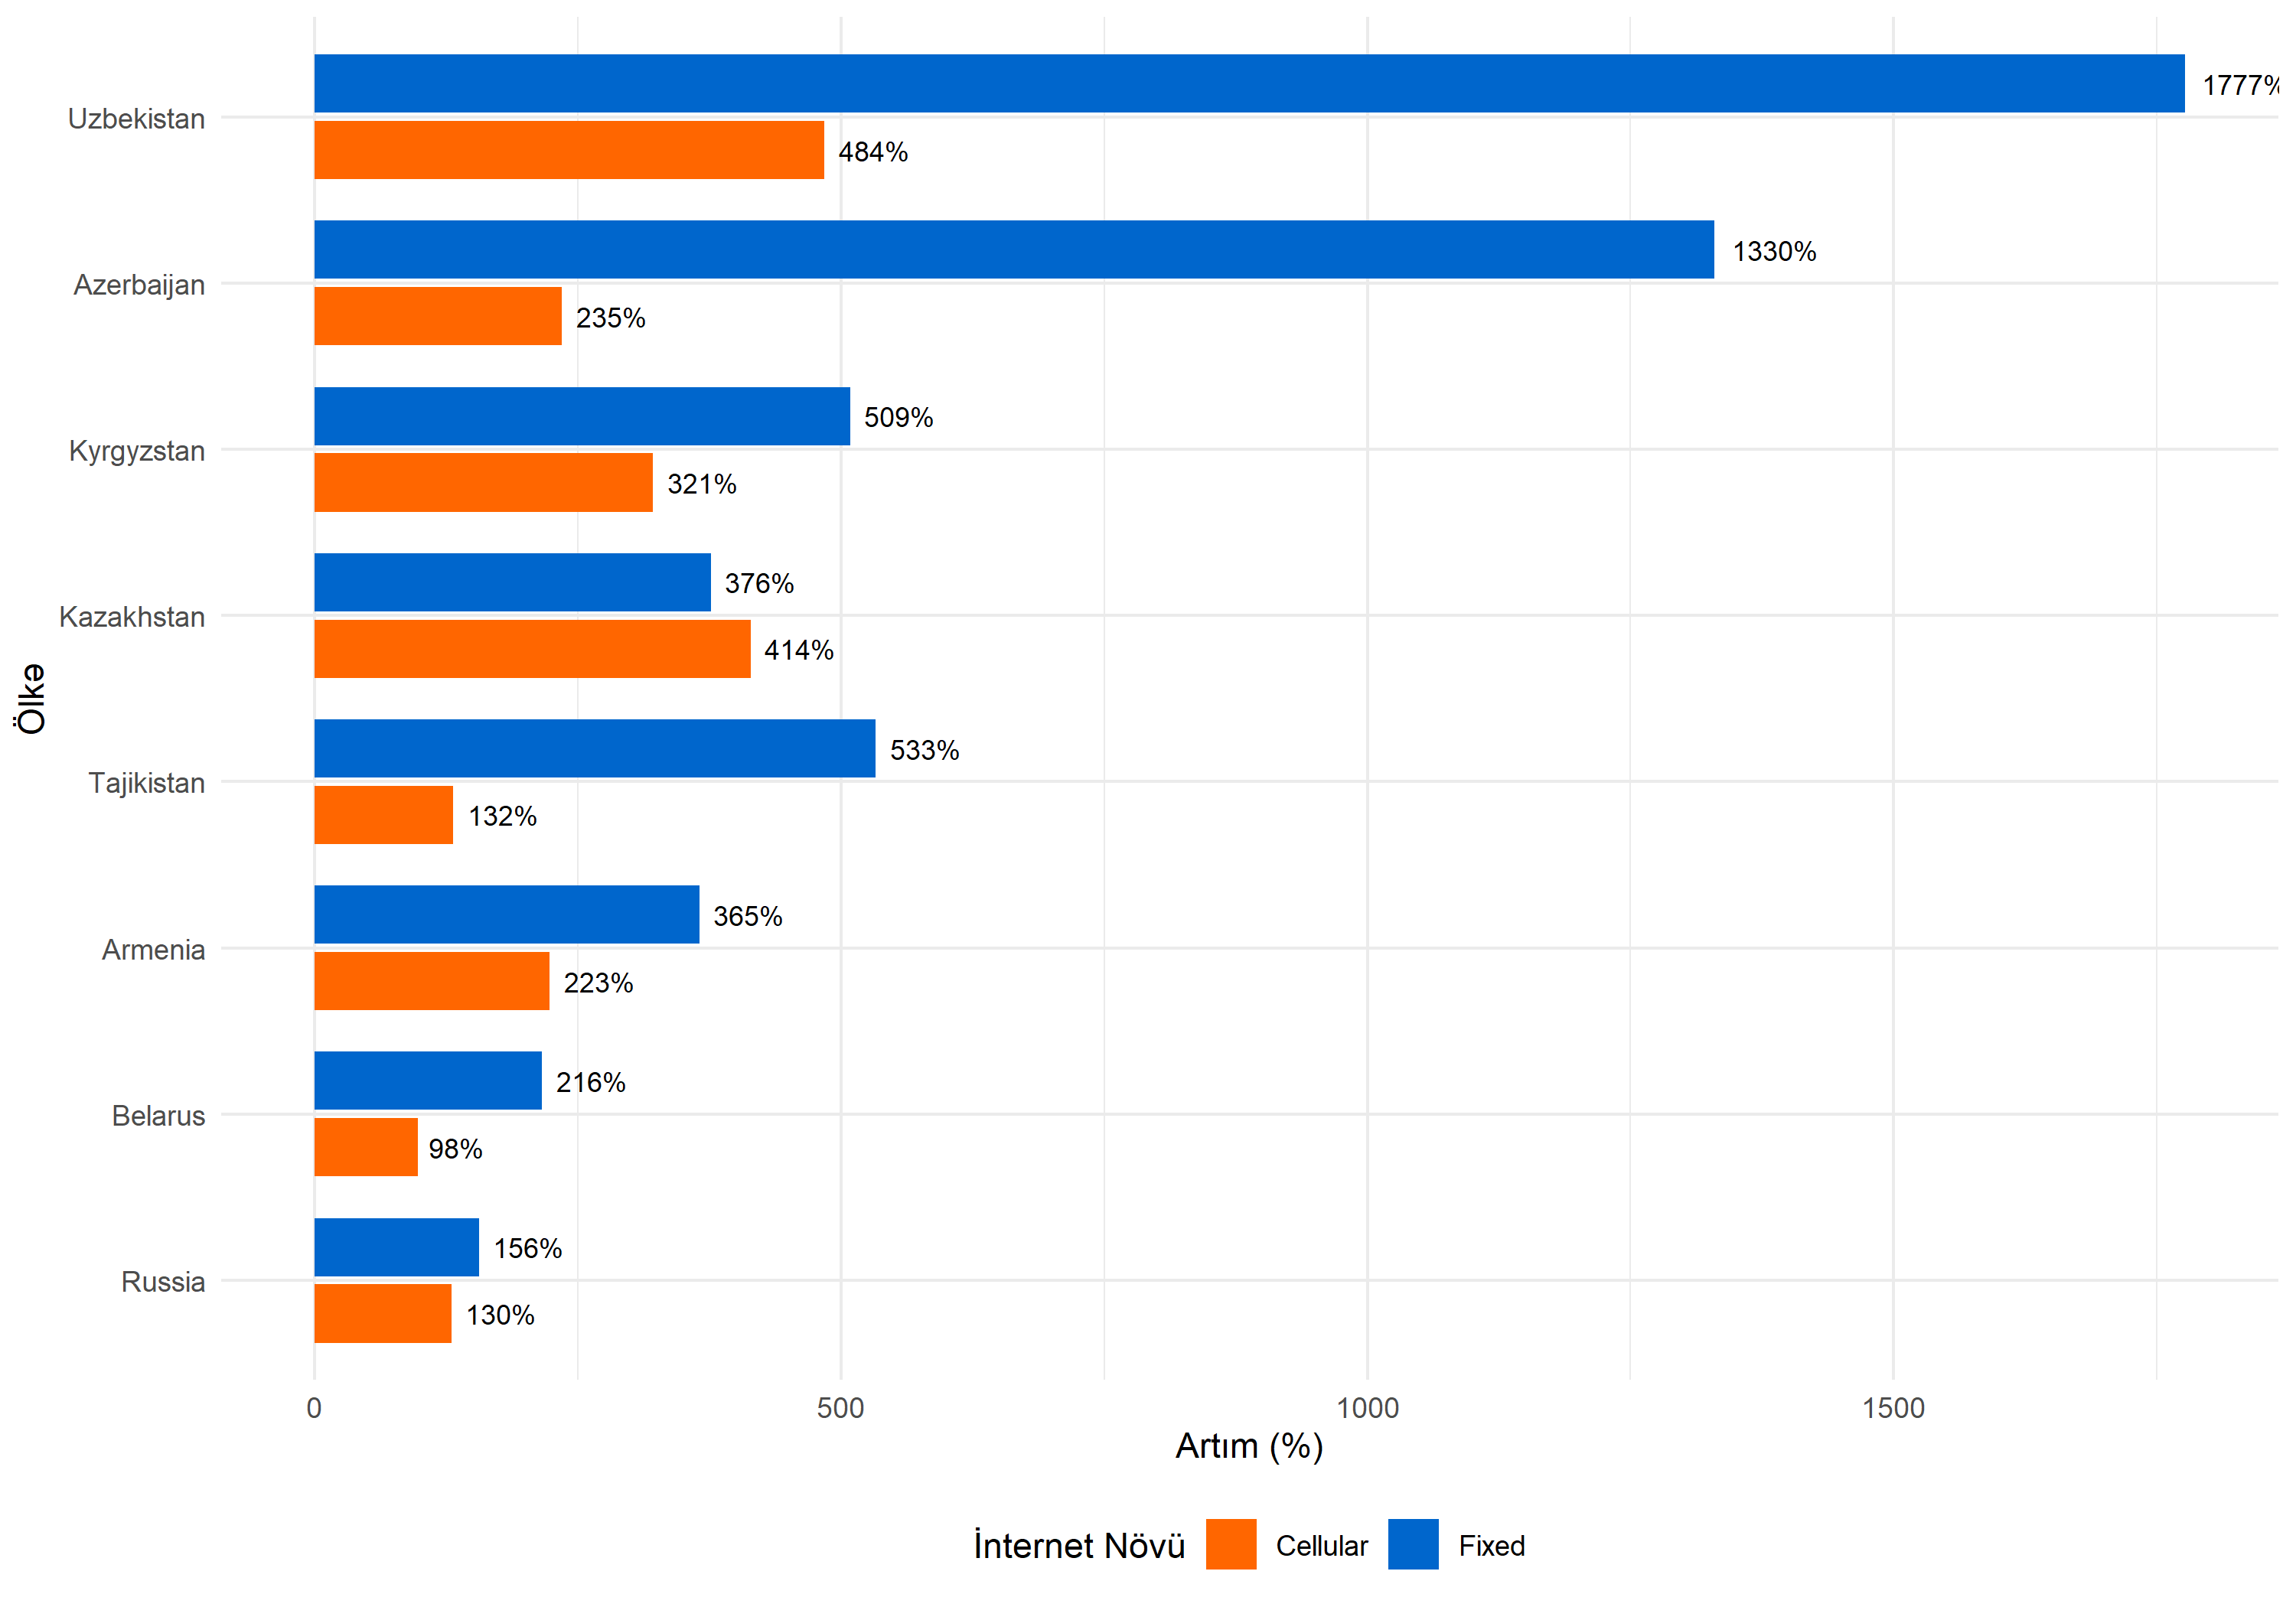 Uzbekistan
1777%
484%
Azerbaijan
1330%
235%
Kyrgyzstan
509%
321%
Kazakhstan
376%
414%
Tajikistan
533%
132%
Armenia
365%
223%
Belarus
216%
98%
Russia
156%
130%
Ölkə
0 500 1000 1500
Artım (%)
İnternet Növü Cellular Fixed